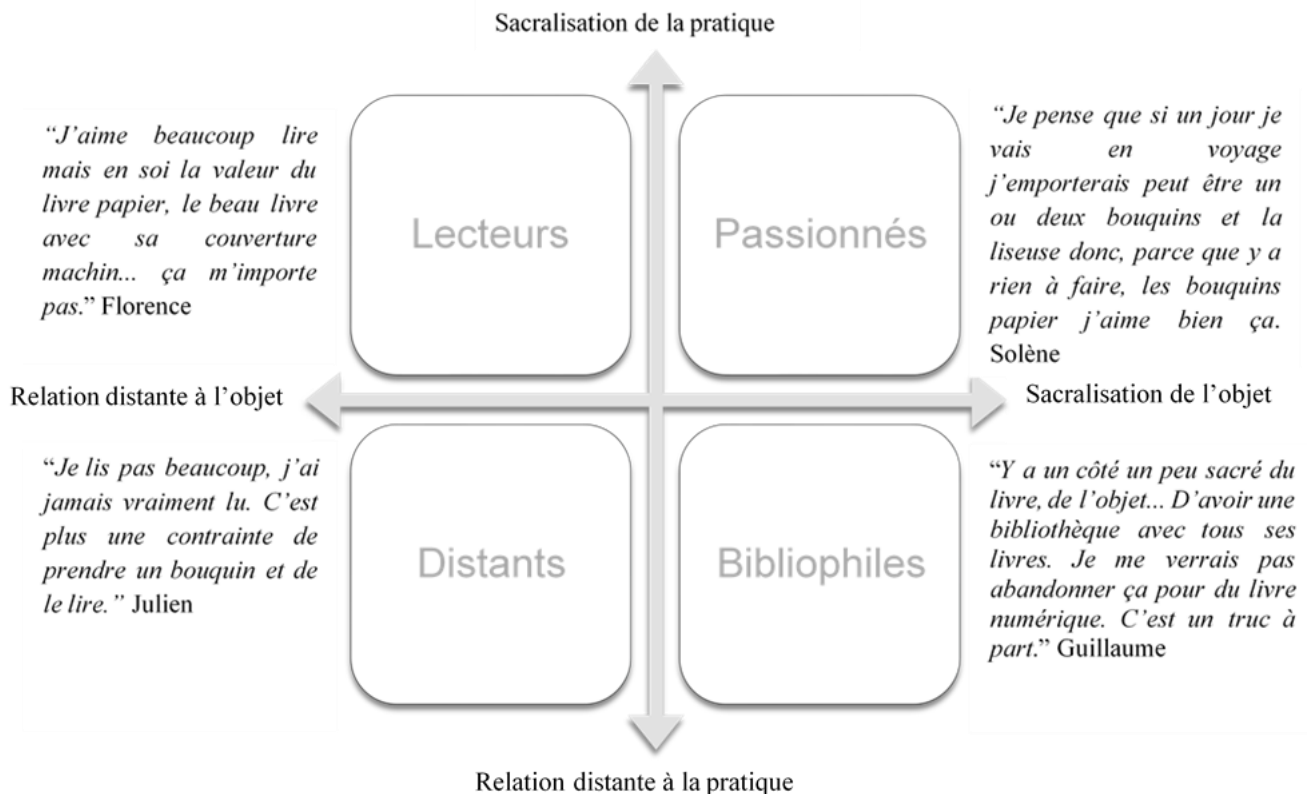 Sacralisation de la pratique
“J’aime beaucoup lire
mais en soi la valeur du
livre papier, le beau livre
avec sa couverture
machin... ça m’importe
pas.” Florence
Lecteurs
Passionnés
“Je pense que si un jour je
vais en voyage
j’emporterais peut être un
ou deux bouquins et la
liseuse donc, parce que y a
rien à faire, les bouquins
papier j’aime bien ça.
Solène
Relation distante à l’objet
Sacralisation de l’objet
“Je lis pas beaucoup, j’ai
jamais vraiment lu. C’est
plus une contrainte de
prendre un bouquin et de
le lire.” Julien
Distants
Bibliophiles
“Y a un côté un peu sacré du
livre, de l’objet... D’avoir une
bibliothèque avec tous ses
livres. Je me verrais pas
abandonner ça pour du livre
numérique. C’est un truc à
part.” Guillaume
Relation distante à la pratique